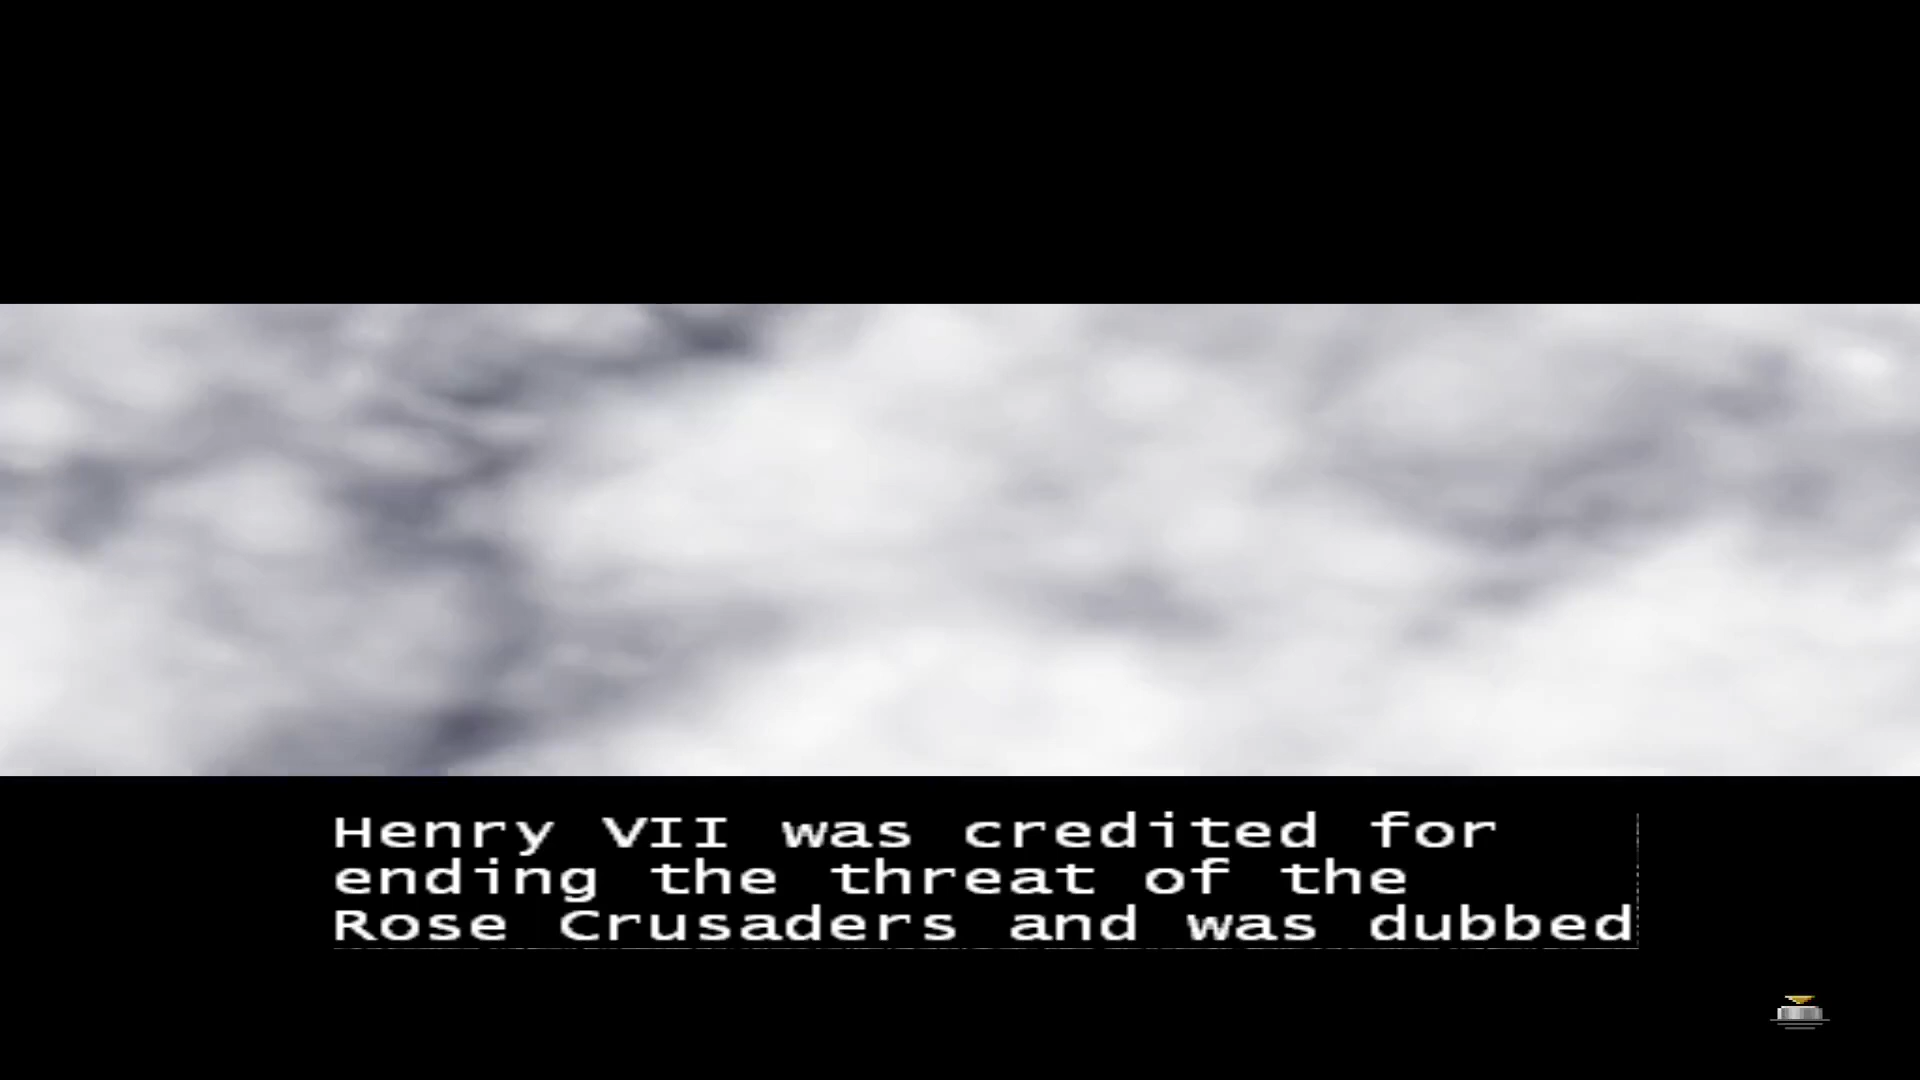 Henry VII was credited for
ending the threat of the
Rose Crusaders and was dubbed